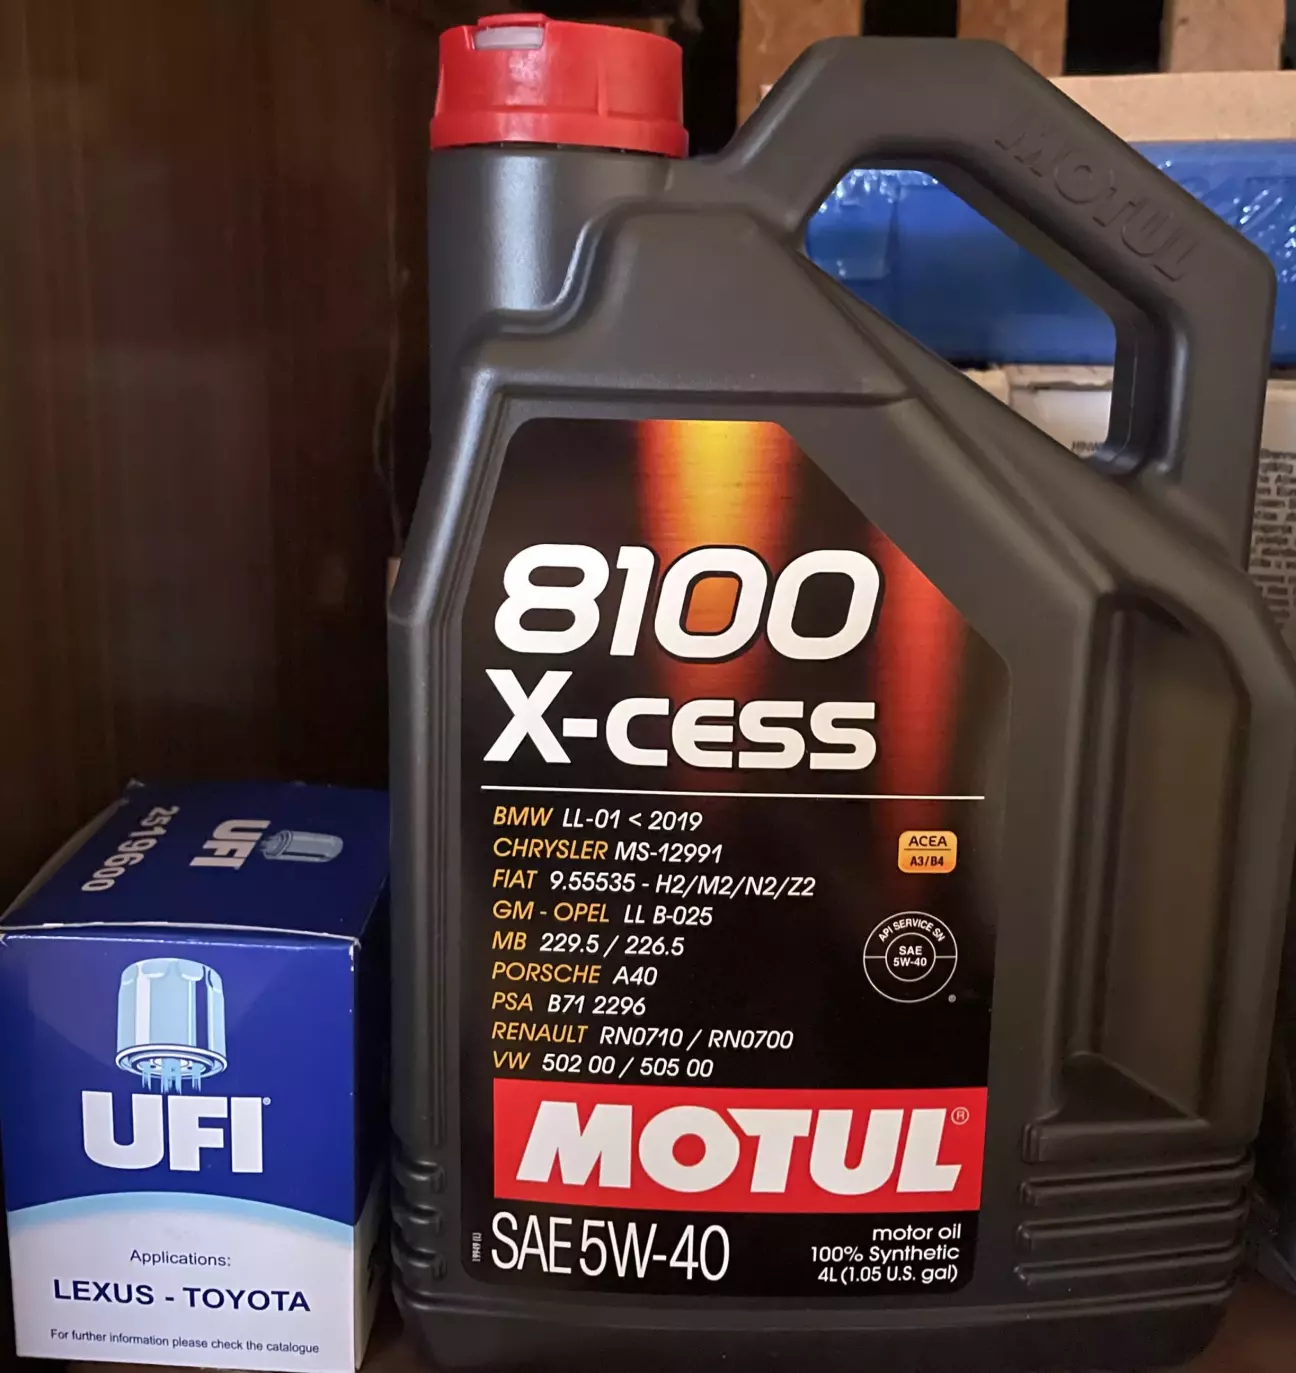 MOTUL
8100
X-CESS
BMW LL-01 < 2019
CHRYSLER MS-12991
FIAT 9.55535 - H2/M2/N2/Z2
GM - OPEL LL B-025
MB 229.5 / 226.5
PORSCHE A40
PSA B71 2296
RENAULT RN0710 / RN0700
VW 502 00 / 505 00
ACEA
A3/B4
API SERVICE SN
SAE
5W-40
MOTUL®
SAE 5W-40
motor oil
100% Synthetic
4L (1.05 U.S. gal)
UFI
2519600
UFI
Applications:
LEXUS - TOYOTA
For further information please check the catalogue